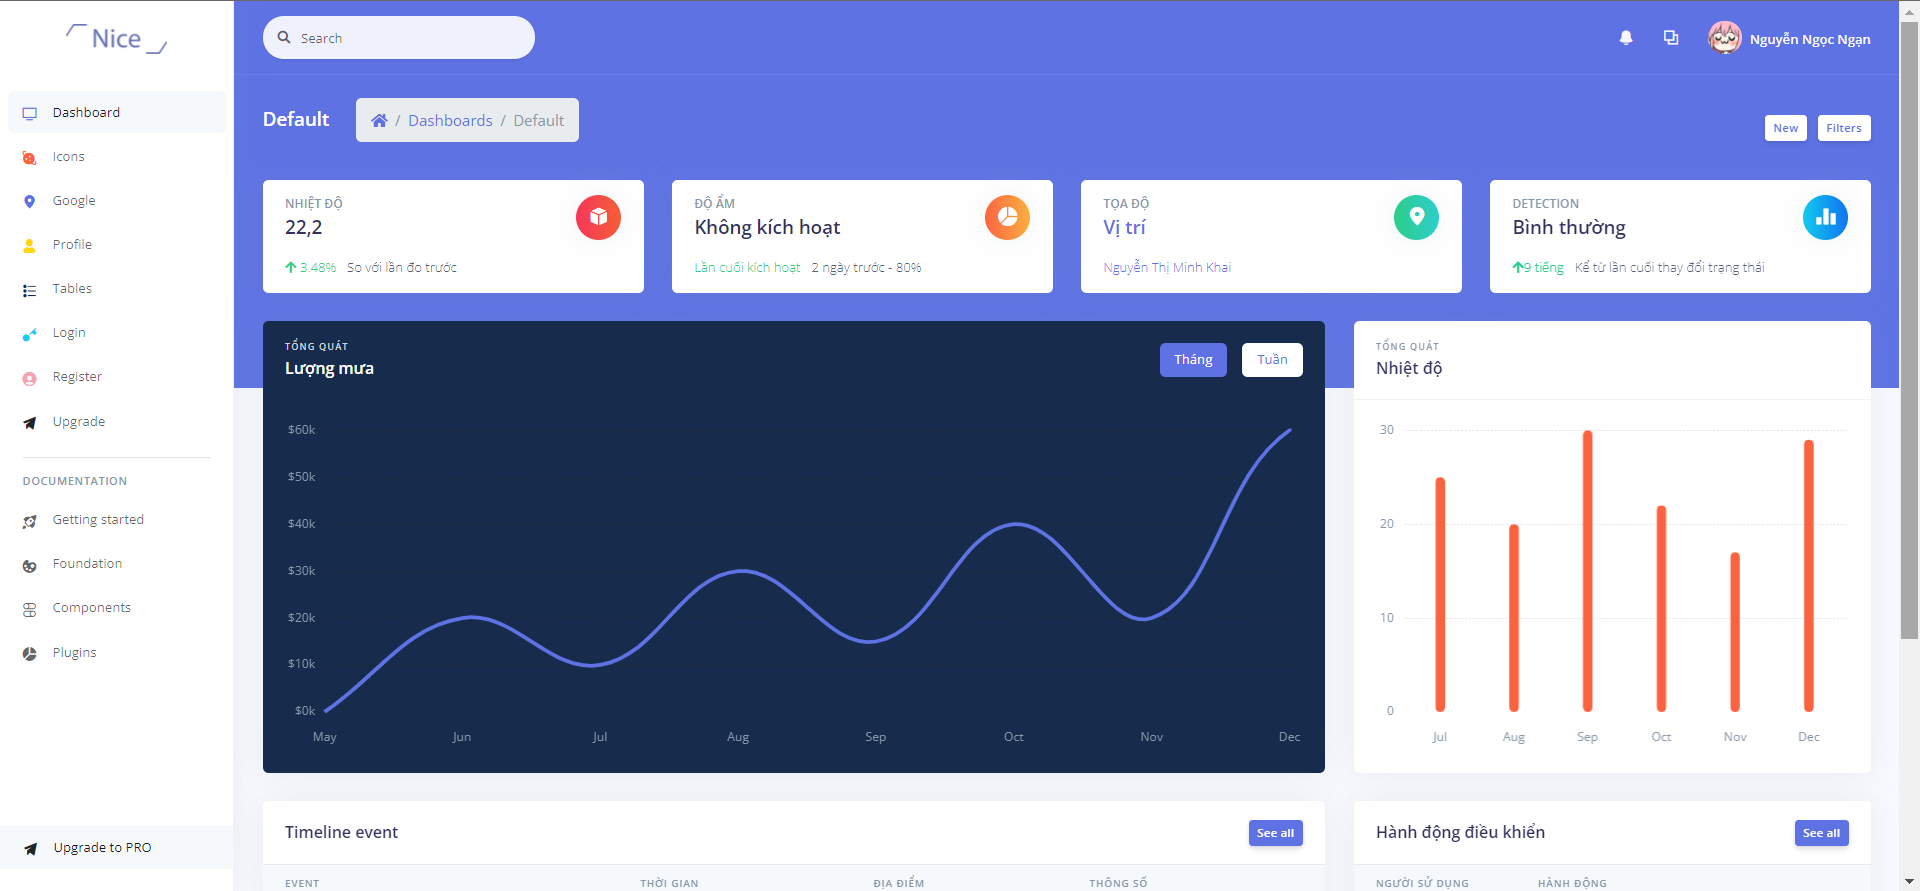 Nice
Search
Nguyễn Ngọc Ngạn
Dashboard
Icons
Google
Profile
Tables
Login
Register
Upgrade
DOCUMENTATION
Getting started
Foundation
Components
Plugins
Upgrade to PRO
Default
/ Dashboards / Default
New
Filters
NHIỆT ĐỘ
22,2
3.48% So với lần đo trước
ĐỘ ẨM
Không kích hoạt
Lần cuối kích hoạt 2 ngày trước - 80%
TỌA ĐỘ
Vị trí
Nguyễn Thị Minh Khai
DETECTION
Bình thường
9 tiếng Kể từ lần cuối thay đổi trạng thái
TỔNG QUÁT
Lượng mưa
Tháng
Tuần
$60k
$50k
$40k
$30k
$20k
$10k
$0k
May Jun Jul Aug Sep Oct Nov Dec
TỔNG QUÁT
Nhiệt độ
30
20
10
0
Jul Aug Sep Oct Nov Dec
Timeline event
See all
EVENT THỜI GIAN ĐỊA ĐIỂM THÔNG SỐ
Hành động điều khiển
See all
NGƯỜI SỬ DỤNG HÀNH ĐỘNG